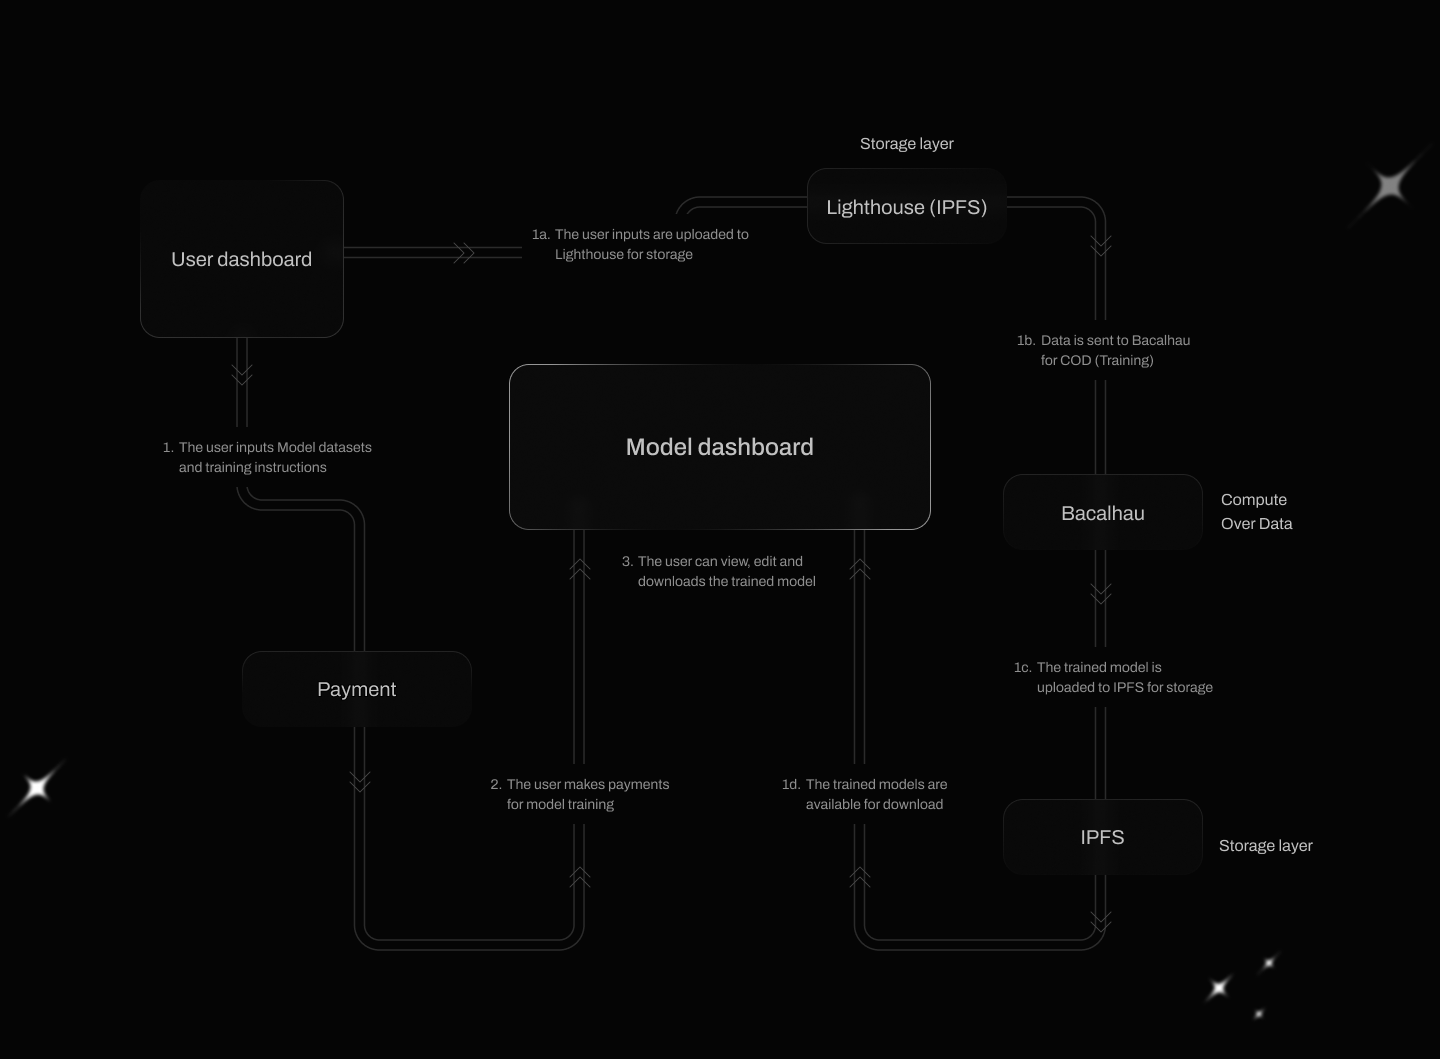 Storage layer
Lighthouse (IPFS)
User dashboard
1a. The user inputs are uploaded to
Lighthouse for storage
1b. Data is sent to Bacalhau
for COD (Training)
Model dashboard
1. The user inputs Model datasets
and training instructions
Bacalhau
Compute
Over Data
3. The user can view, edit and
downloads the trained model
1c. The trained model is
uploaded to IPFS for storage
Payment
2. The user makes payments
for model training
1d. The trained models are
available for download
IPFS
Storage layer